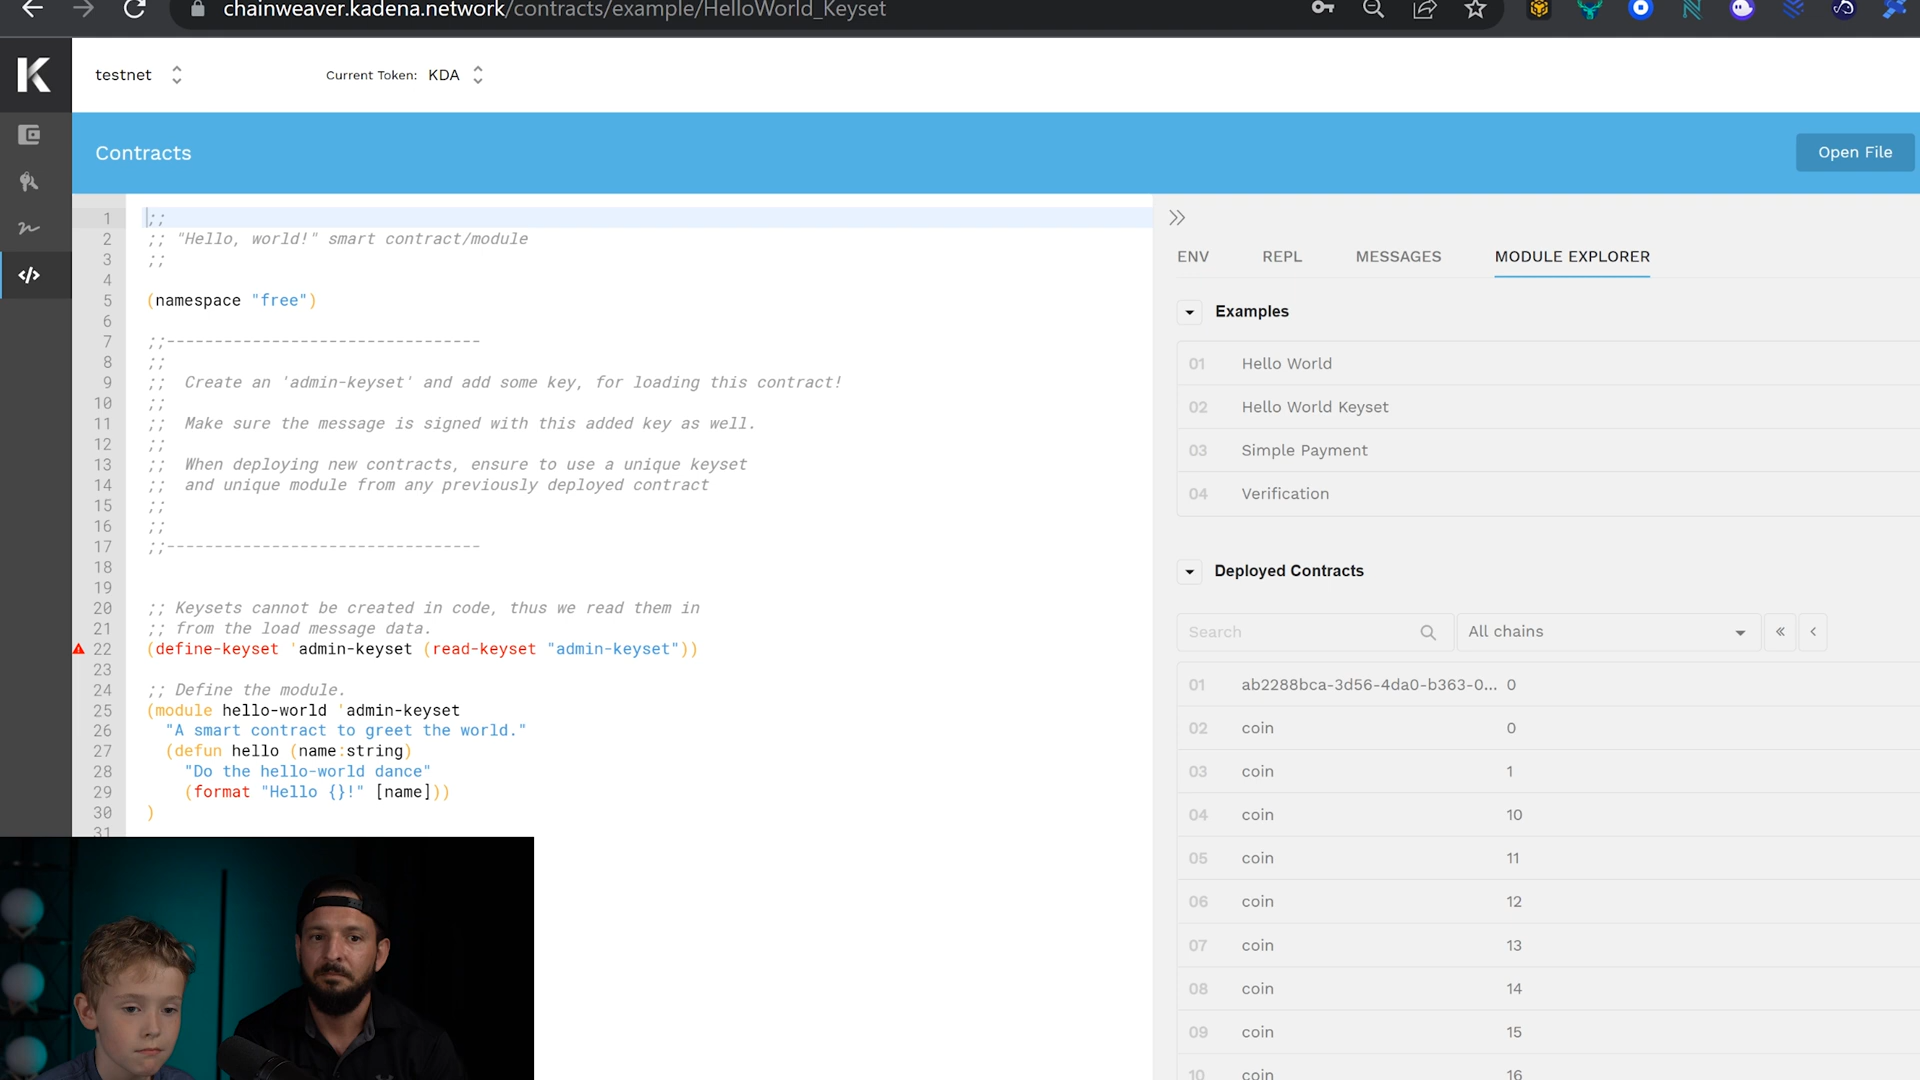 chainweaver.kadena.network/contracts/example/HelloWorld_Keyset
K
testnet
Current Token: KDA
Contracts
Open File
1 ;;
2 ;; "Hello, world!" smart contract/module
3 ;;
4
5 (namespace "free")
6
7 ;;---------------------------------
8 ;;
9 ;;  Create an 'admin-keyset' and add some key, for loading this contract!
10 ;;
11 ;;  Make sure the message is signed with this added key as well.
12 ;;
13 ;;  When deploying new contracts, ensure to use a unique keyset
14 ;;  and unique module from any previously deployed contract
15 ;;
16 ;;
17 ;;---------------------------------
18
19
20 ;; Keysets cannot be created in code, thus we read them in
21 ;; from the load message data.
22 (define-keyset 'admin-keyset (read-keyset "admin-keyset"))
23
24 ;; Define the module.
25 (module hello-world 'admin-keyset
26   "A smart contract to greet the world."
27   (defun hello (name:string)
28     "Do the hello-world dance"
29     (format "Hello {}!" [name]))
30 )
31
ENV REPL MESSAGES MODULE EXPLORER
Examples
01 Hello World
02 Hello World Keyset
03 Simple Payment
04 Verification
Deployed Contracts
Search
All chains
01 ab2288bca-3d56-4da0-b363-0... 0
02 coin 0
03 coin 1
04 coin 10
05 coin 11
06 coin 12
07 coin 13
08 coin 14
09 coin 15
10 coin 16